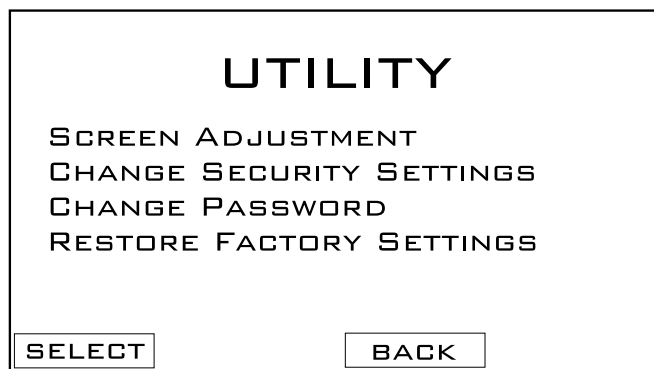 UTILITY
SCREEN ADJUSTMENT
CHANGE SECURITY SETTINGS
CHANGE PASSWORD
RESTORE FACTORY SETTINGS
SELECT BACK